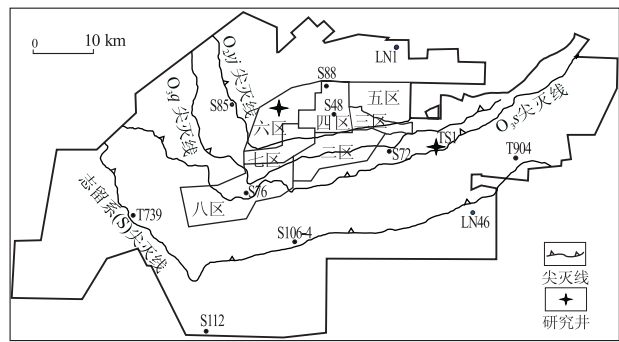 0 10 km
LN1
O₃yj 尖灭线
O₃q 尖灭线
S88
S85
五区
S48
六区
四区
三区
O₃s 尖灭线
TS1
T904
七区
二区
S72
S76
志留系(S)尖灭线
八区
T739
LN46
S106-4
尖灭线
研究井
S112